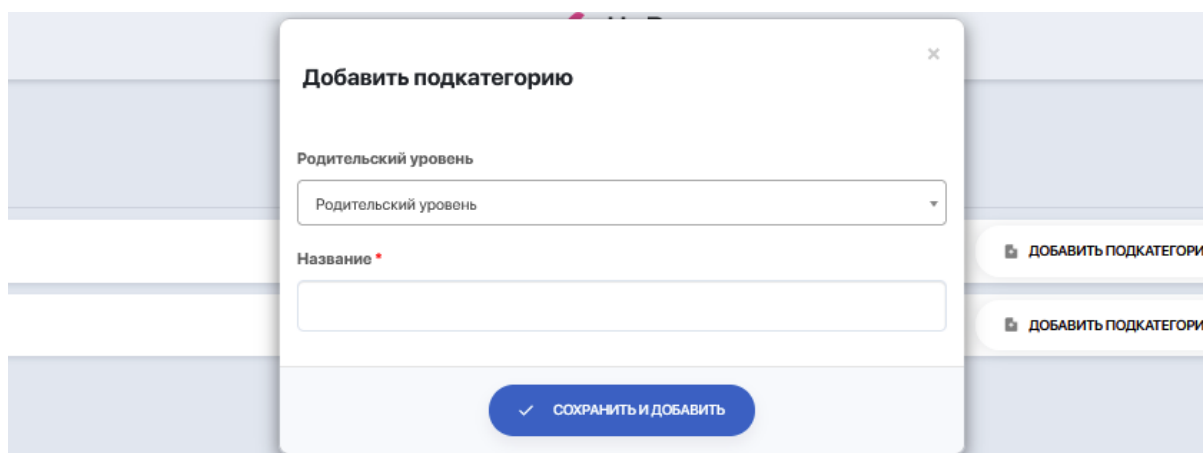 Добавить подкатегорию
Родительский уровень
Родительский уровень
Название *
ДОБАВИТЬ ПОДКАТЕГОРИ
ДОБАВИТЬ ПОДКАТЕГОРИ
СОХРАНИТЬ И ДОБАВИТЬ